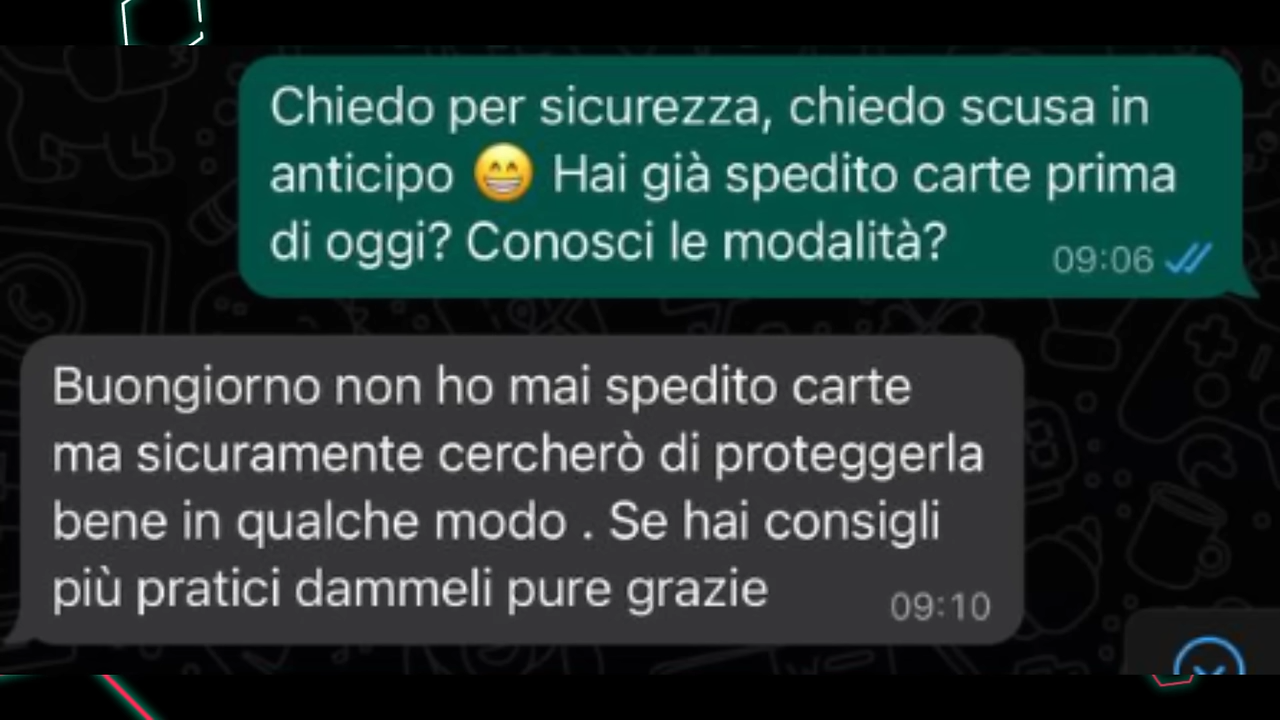 Chiedo per sicurezza, chiedo scusa in
anticipo 😁 Hai già spedito carte prima
di oggi? Conosci le modalità?
09:06
Buongiorno non ho mai spedito carte
ma sicuramente cercherò di proteggerla
bene in qualche modo . Se hai consigli
più pratici dammeli pure grazie
09:10